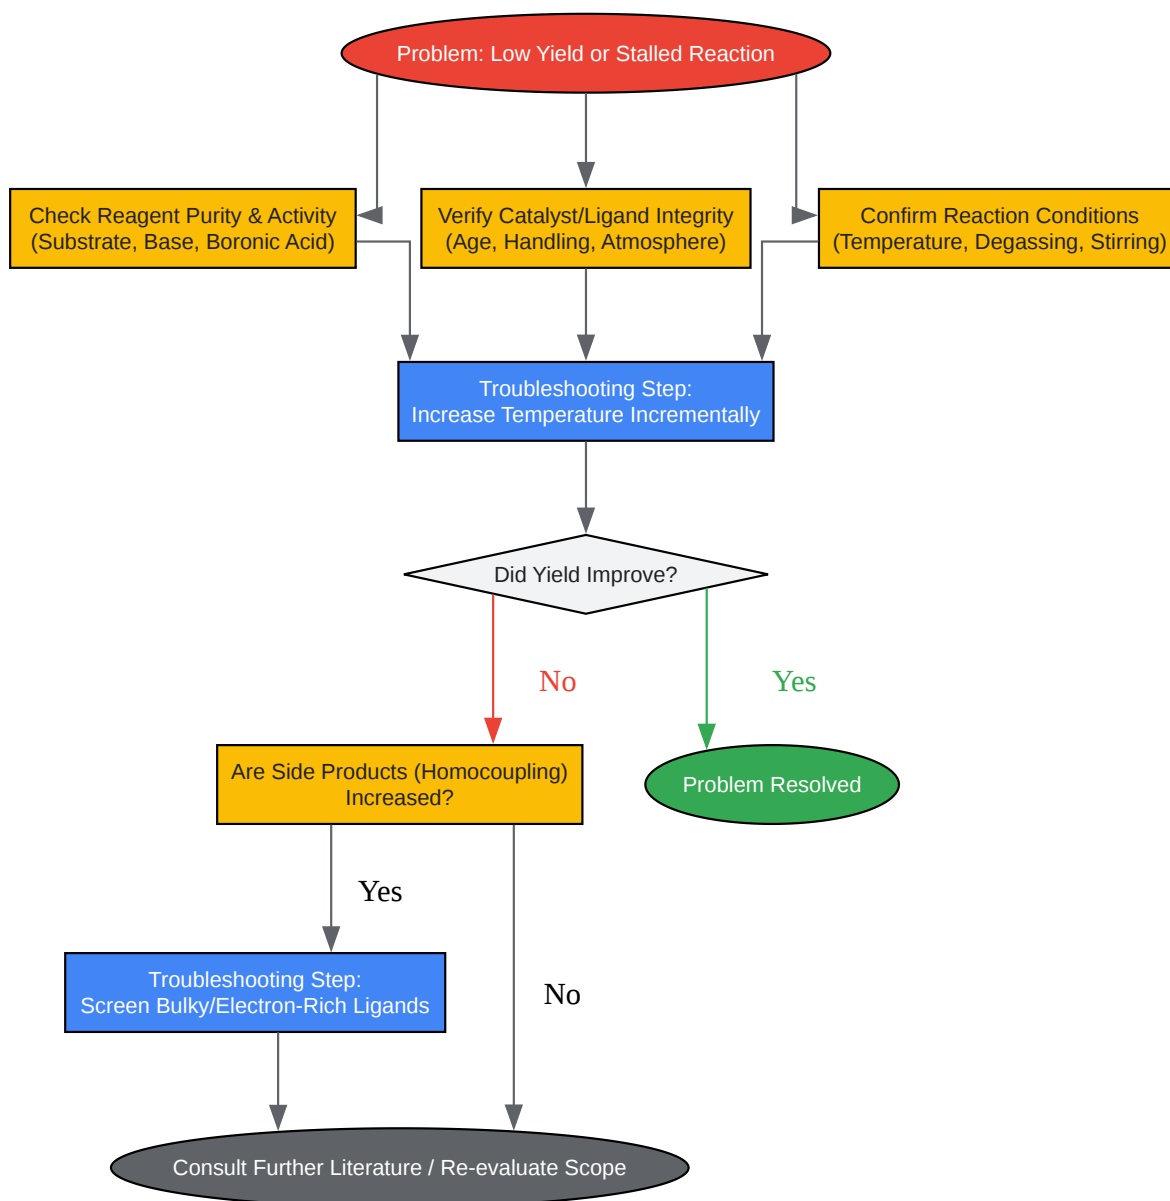 Problem: Low Yield or Stalled Reaction
Check Reagent Purity & Activity
(Substrate, Base, Boronic Acid)
Verify Catalyst/Ligand Integrity
(Age, Handling, Atmosphere)
Confirm Reaction Conditions
(Temperature, Degassing, Stirring)
Troubleshooting Step:
Increase Temperature Incrementally
Did Yield Improve?
No
Yes
Are Side Products (Homocoupling)
Increased?
Problem Resolved
Yes
Troubleshooting Step:
Screen Bulky/Electron-Rich Ligands
No
Consult Further Literature / Re-evaluate Scope